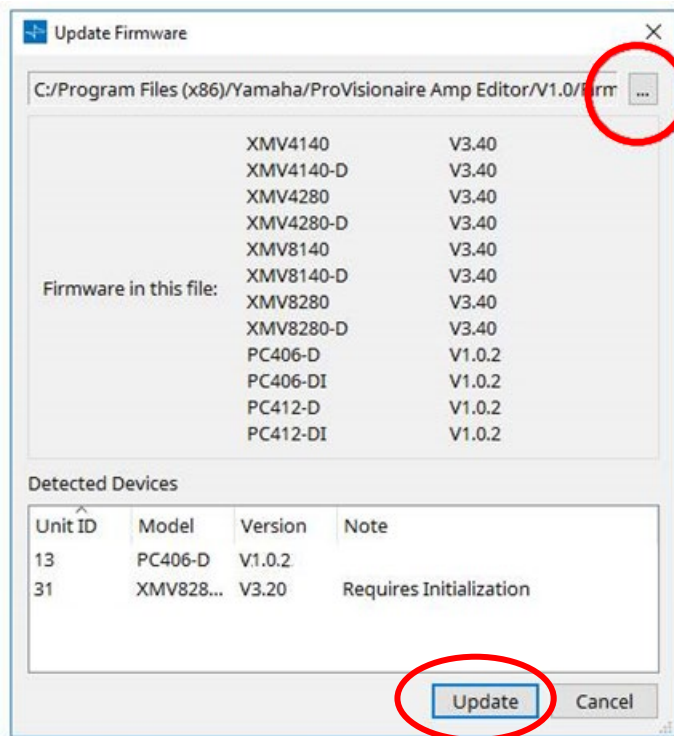 Update Firmware
C:/Program Files (x86)/Yamaha/ProVisionaire Amp Editor/V1.0/Firm ...
XMV4140 V3.40
XMV4140-D V3.40
XMV4280 V3.40
XMV4280-D V3.40
XMV8140 V3.40
Firmware in this file: XMV8140-D V3.40
XMV8280 V3.40
XMV8280-D V3.40
PC406-D V1.0.2
PC406-DI V1.0.2
PC412-D V1.0.2
PC412-DI V1.0.2
Detected Devices
Unit ID Model Version Note
13 PC406-D V1.0.2
31 XMV828... V3.20 Requires Initialization
Update Cancel